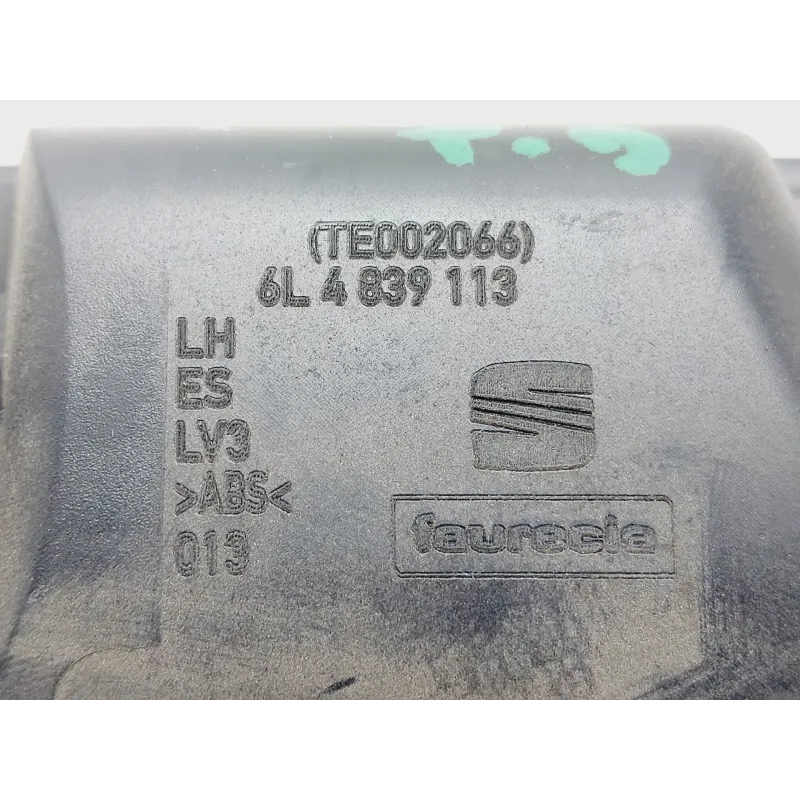 T.S
(TE002066)
6L 4 839 113
LH
ES
LV3
>ABS<
013
faurecia